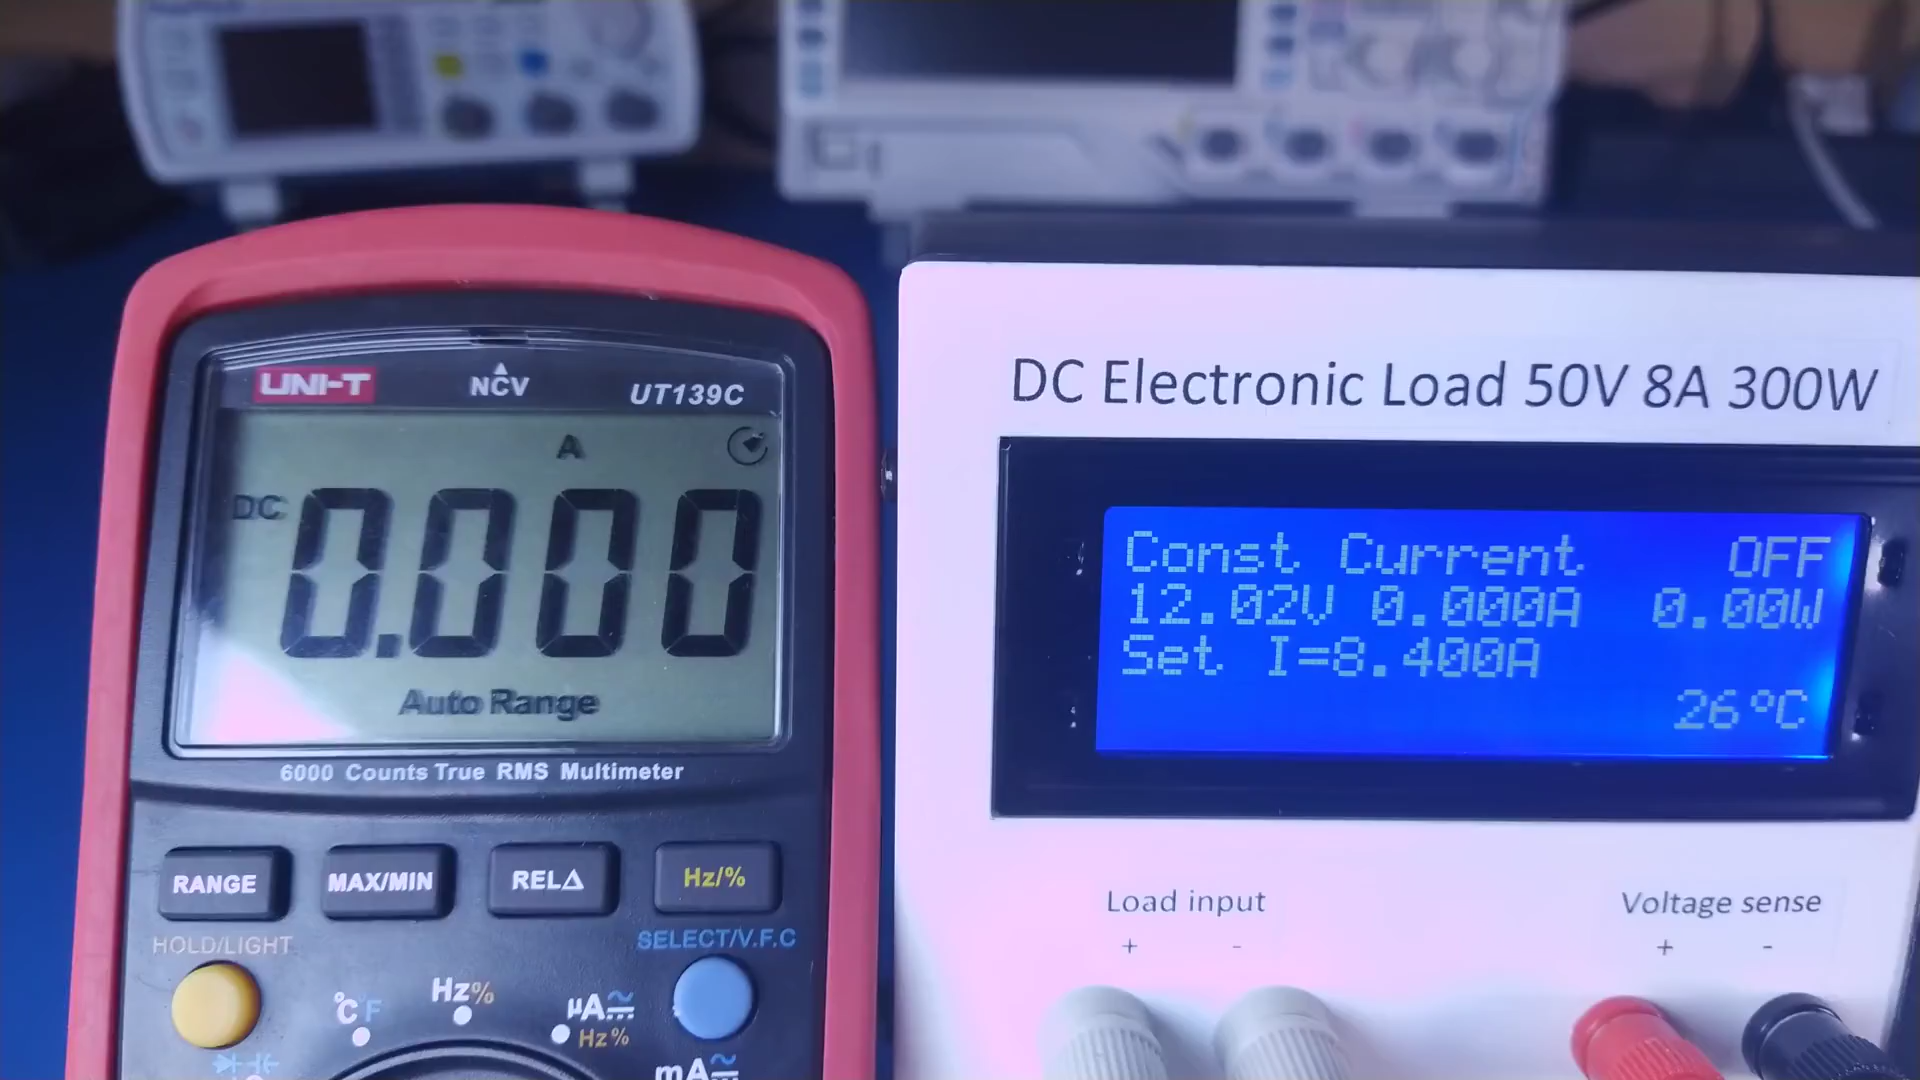 UNI-T
NCV
UT139C
A
DC
0.000
Auto Range
6000 Counts True RMS Multimeter
RANGE
MAX/MIN
RELΔ
Hz/%
HOLD/LIGHT
SELECT/V.F.C
°C°F
Hz%
μA
Hz%
mA
DC Electronic Load 50V 8A 300W
Const Current OFF
12.02V 0.000A 0.00W
Set I=8.400A
26°C
Load input
+ -
Voltage sense
+ -